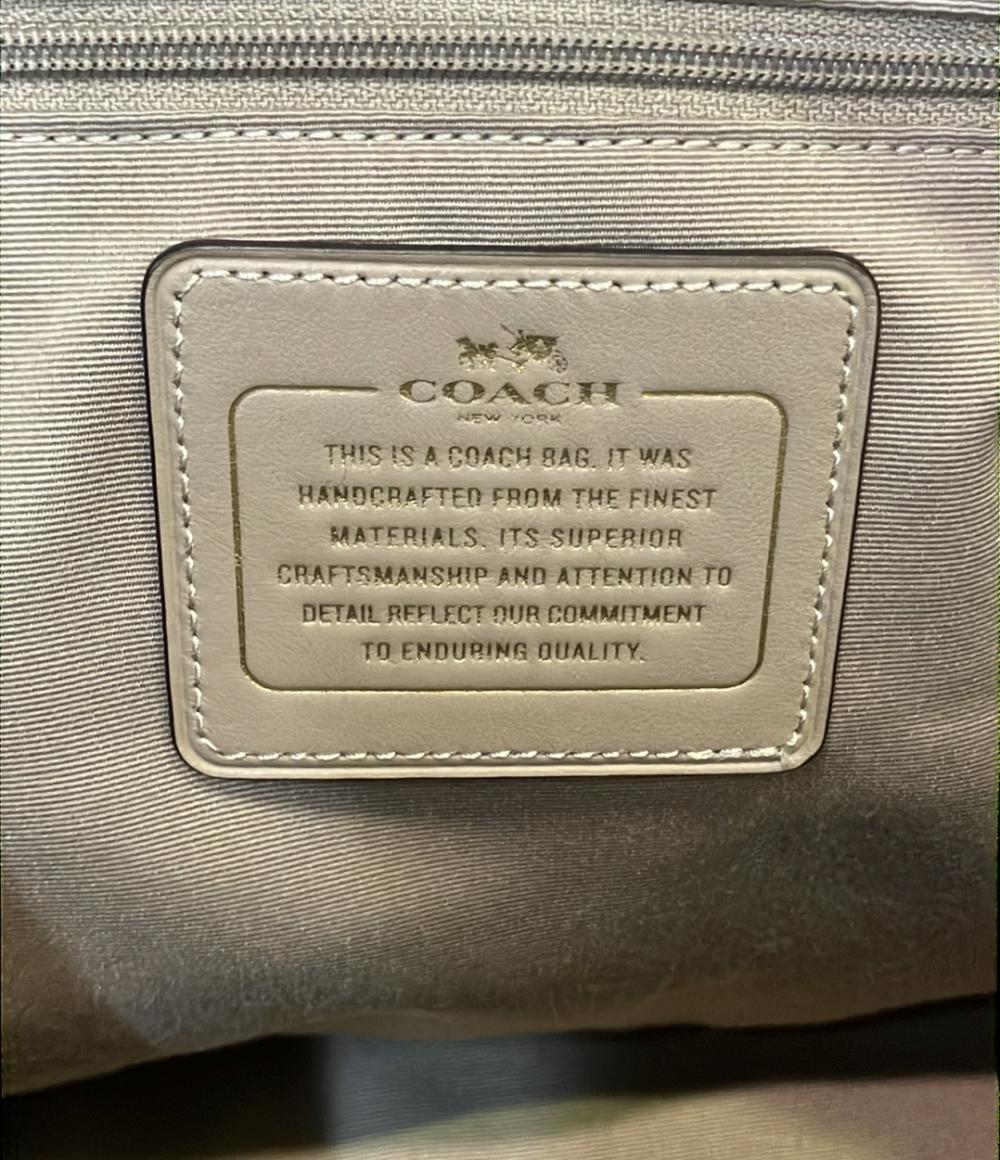 COACH
NEW YORK
THIS IS A COACH BAG. IT WAS
HANDCRAFTED FROM THE FINEST
MATERIALS. ITS SUPERIOR
CRAFTSMANSHIP AND ATTENTION TO
DETAIL REFLECT OUR COMMITMENT
TO ENDURING QUALITY.